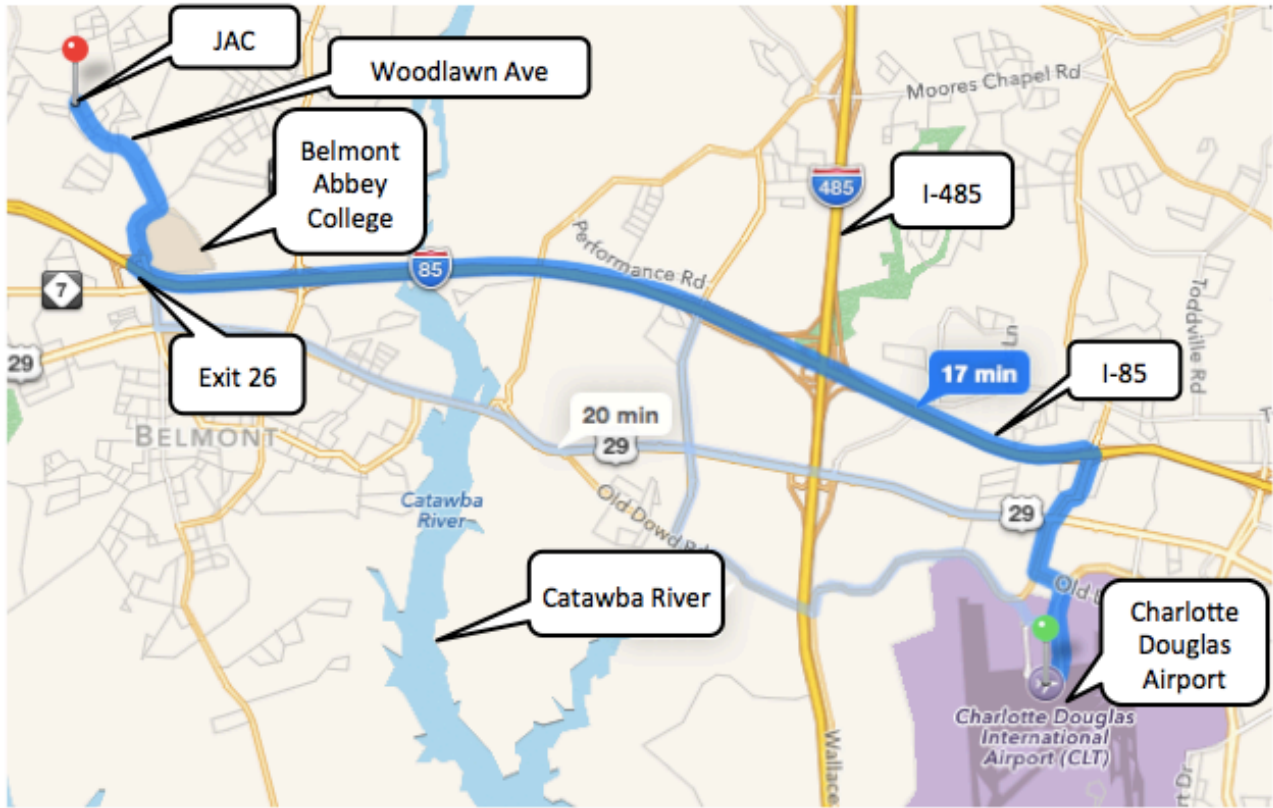 JAC
Woodlawn Ave
Moores Chapel Rd
Belmont
Abbey
College
485
I-485
Performance Rd
85
7
Toddville Rd
29
Exit 26
17 min
I-85
20 min
29
BELMONT
Catawba
River
29
Old Dowd
Catawba River
Charlotte
Douglas
Airport
Charlotte Douglas
International
Airport (CLT)
Wallace